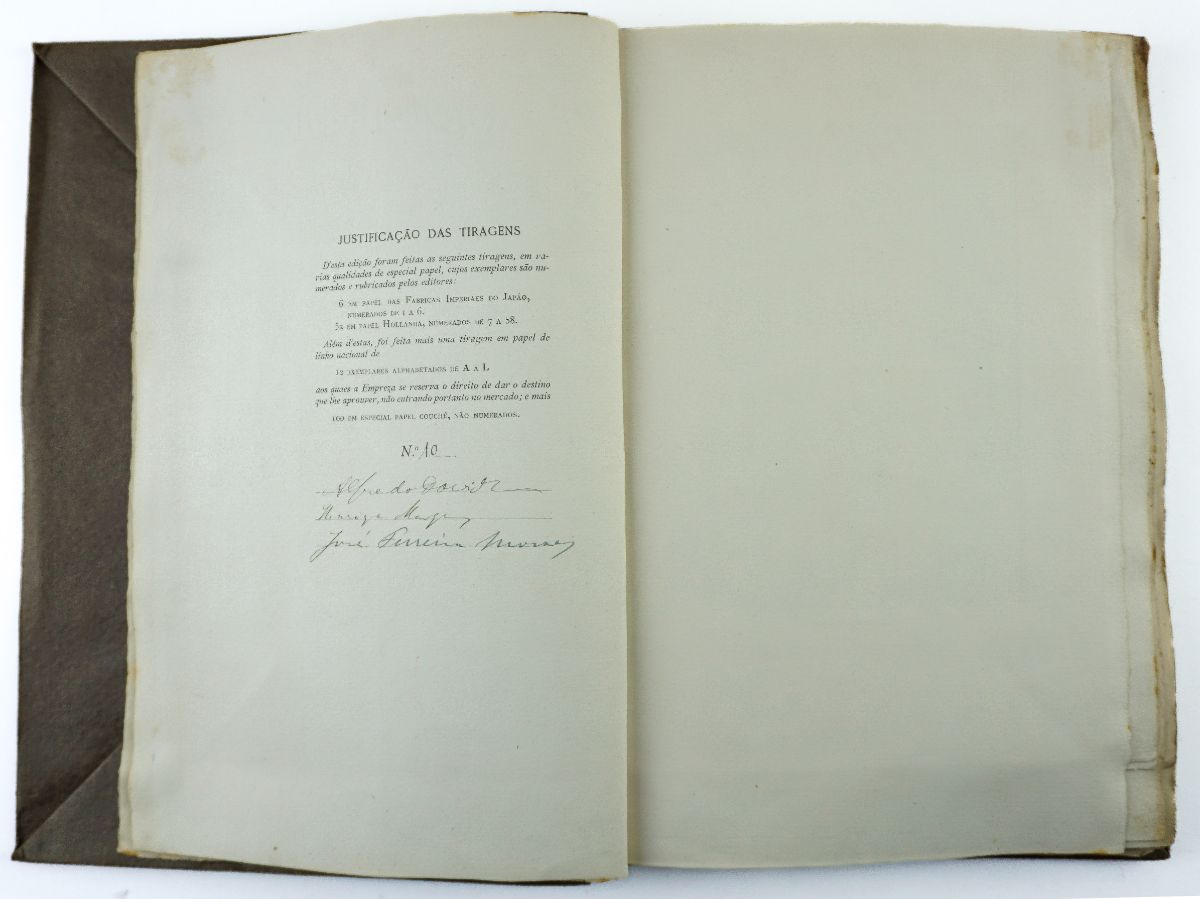 JUSTIFICAÇÃO DAS TIRAGENS
D'esta edição foram feitas as seguintes tiragens, em va-
rias qualidades de especial papel, cujos exemplares são nu-
merados e rubricados pelos editores:
6 em papel das Fabricas Imperiaes do Japão,
numerados de 1 a 6.
52 em papel Hollanda, numerados de 7 a 58.
Além d'estas, foi feita mais uma tiragem em papel de
linho nacional de
12 exemplares alphabetados de A a L
aos quaes a Empreza se reserva o direito de dar o destino
que lhe aprouver, não entrando portanto no mercado; e mais
100 em especial papel couché, não numerados.
N.º 10
Alfredo David
José Ferreira